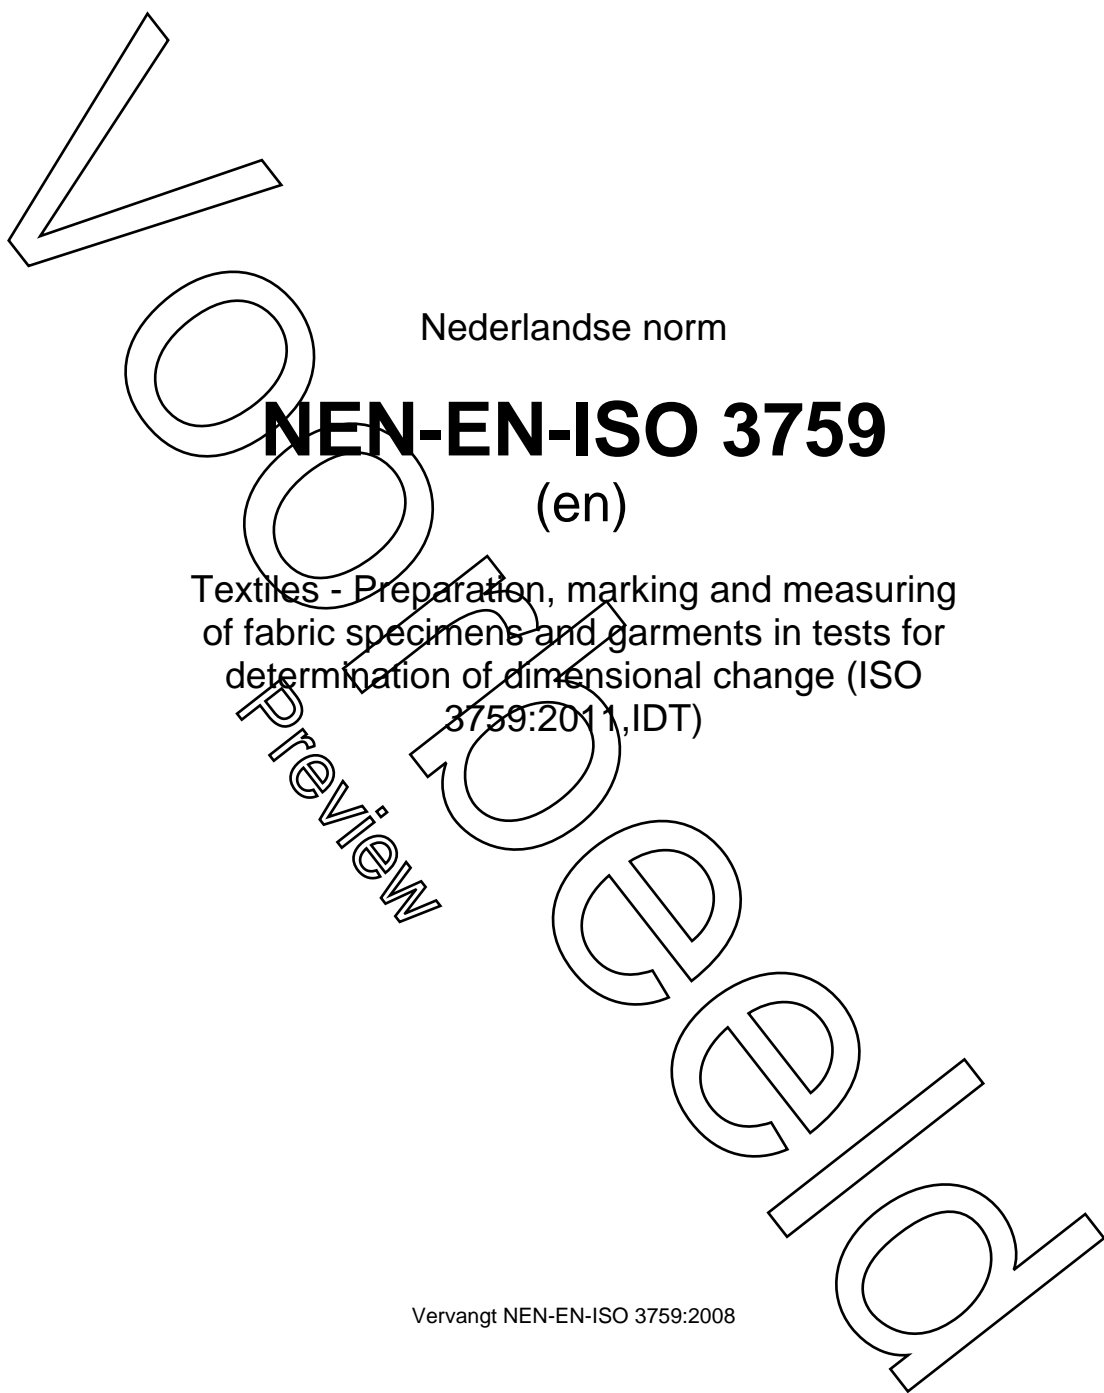 Nederlandse norm
NEN-EN-ISO 3759
(en)
Textiles - Preparation, marking and measuring
of fabric specimens and garments in tests for
determination of dimensional change (ISO
3759:2011,IDT)
Voorbeeld
Preview
Vervangt NEN-EN-ISO 3759:2008